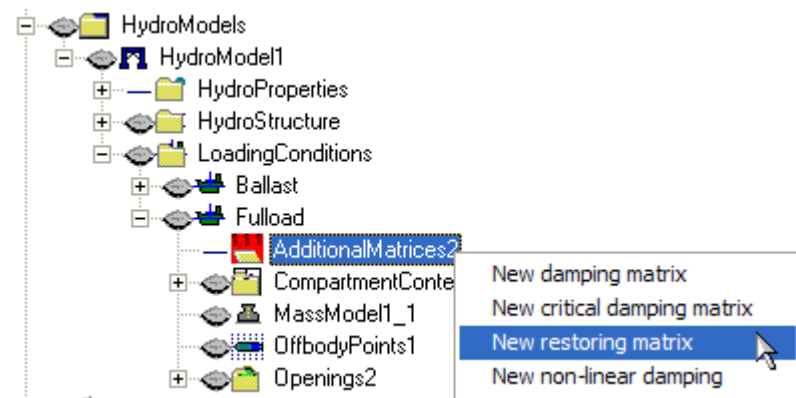 HydroModels
HydroModel1
HydroProperties
HydroStructure
LoadingConditions
Ballast
Fulload
AdditionalMatrices2
CompartmentConte
MassModel1_1
OffbodyPoints1
Openings2
New damping matrix
New critical damping matrix
New restoring matrix
New non-linear damping